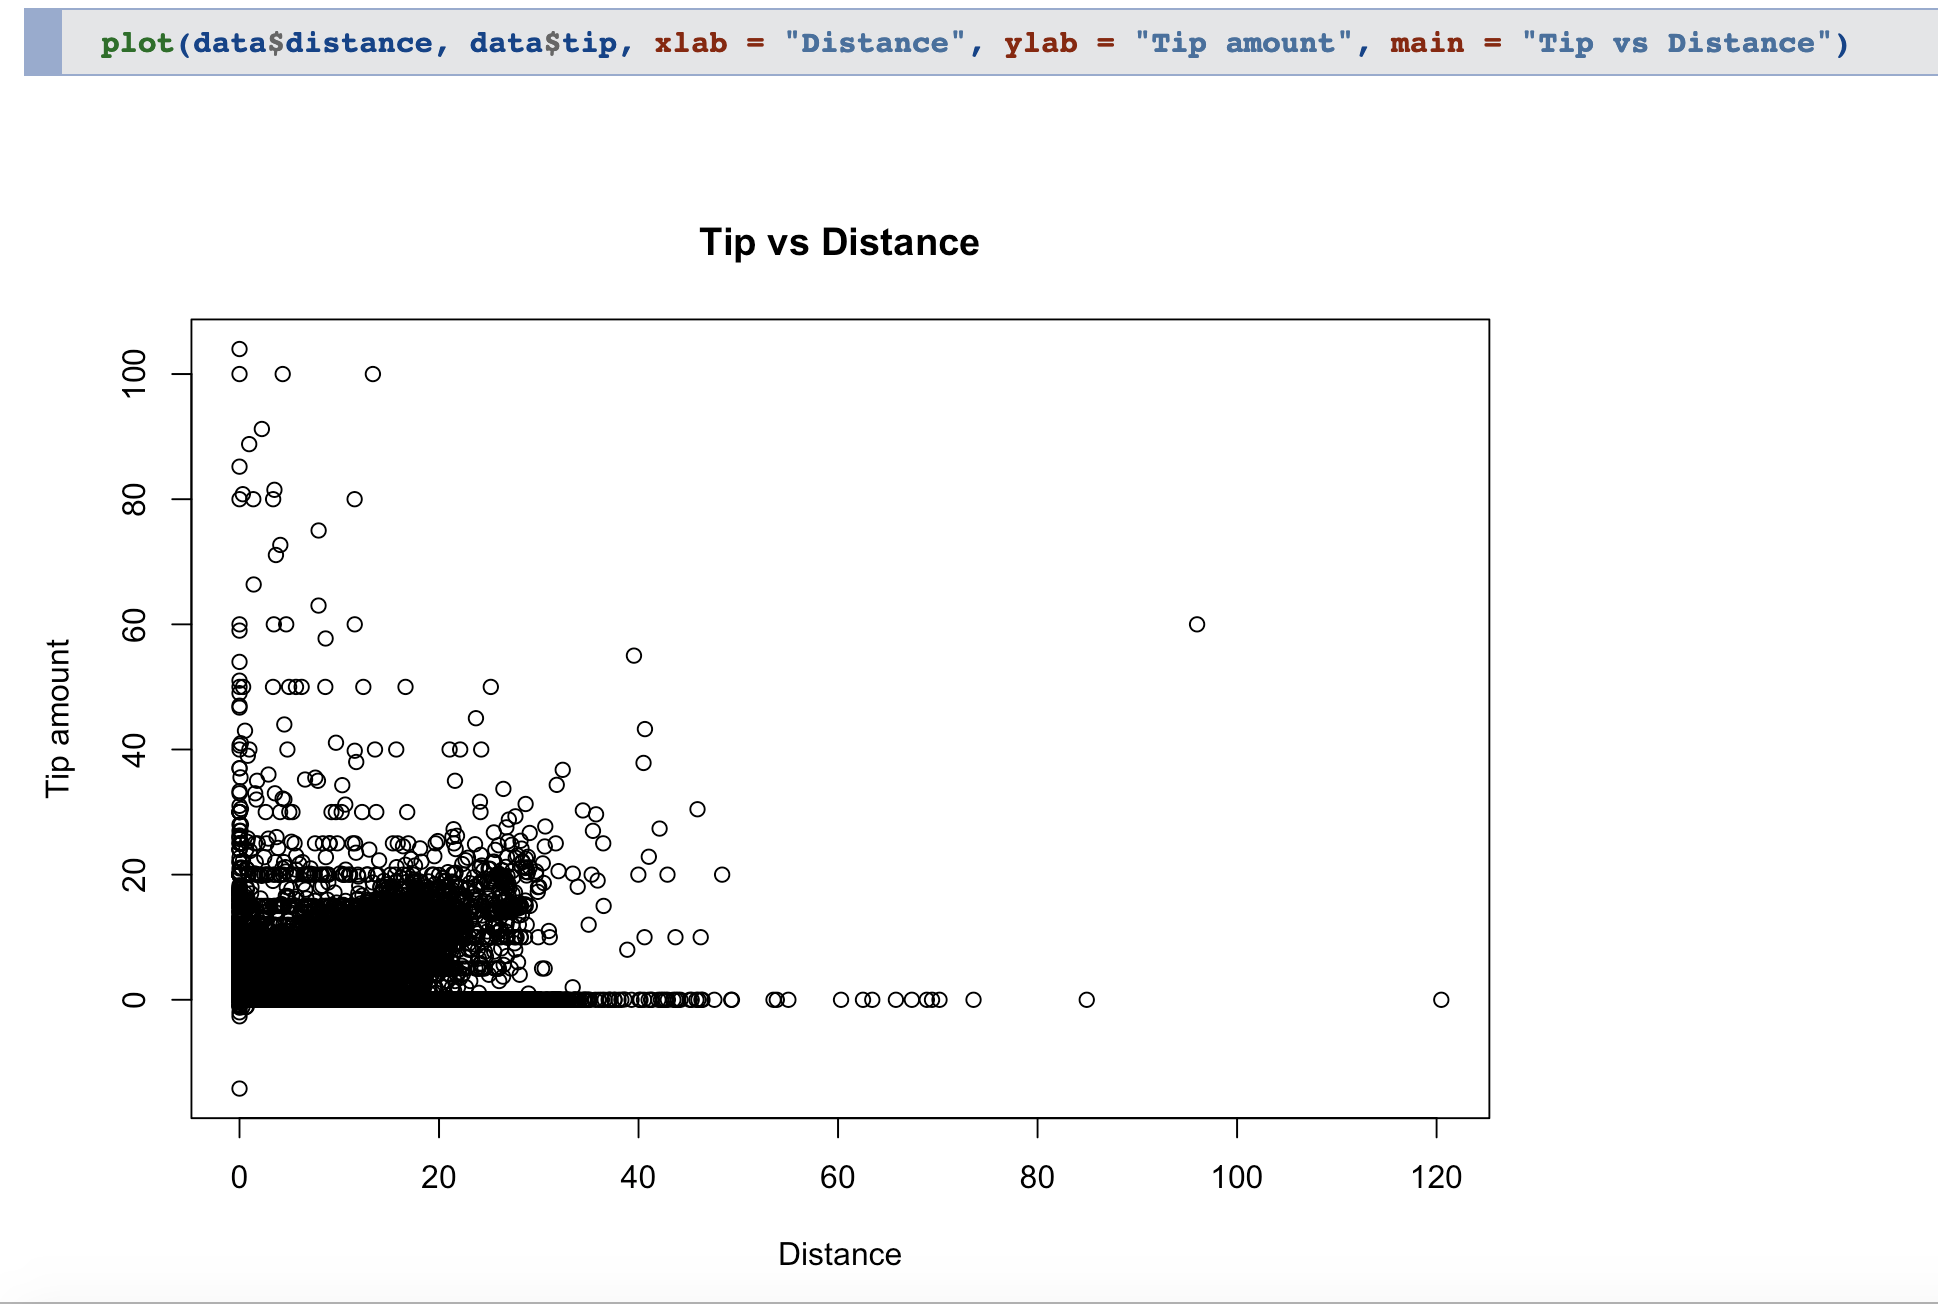 plot(data$distance, data$tip, xlab = "Distance", ylab = "Tip amount", main = "Tip vs Distance")
Tip vs Distance
Tip amount
100
80
60
40
20
0
0 20 40 60 80 100 120
Distance